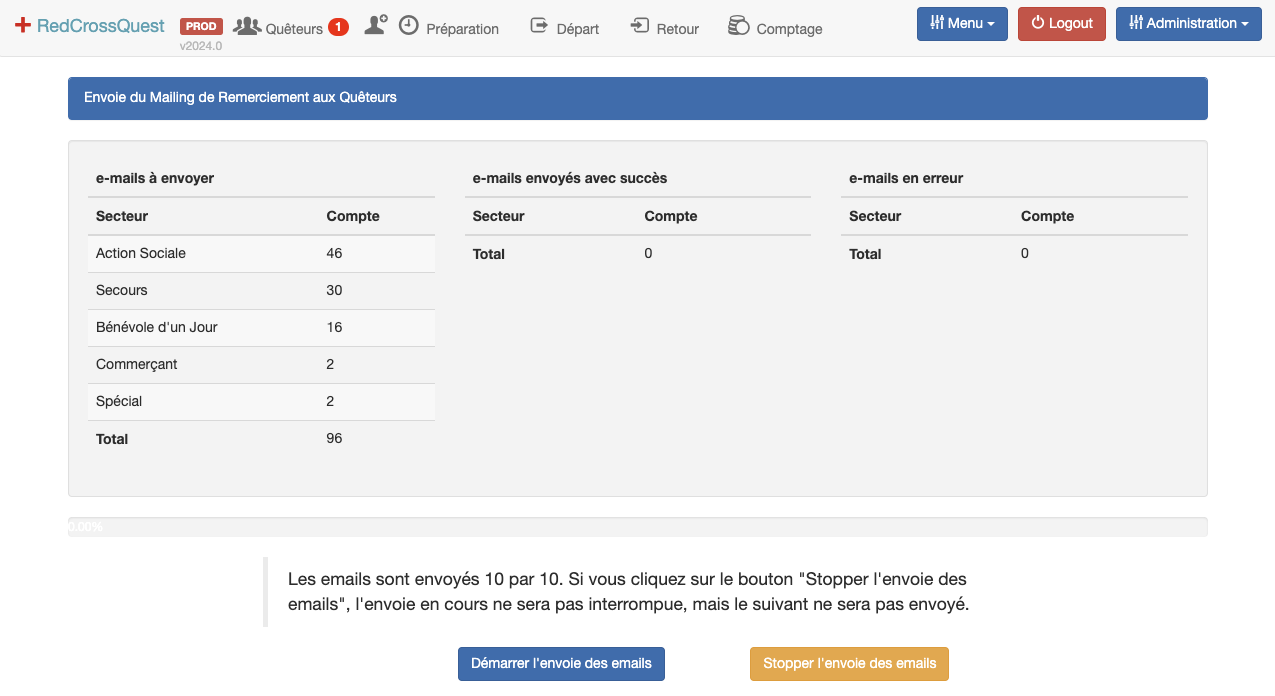 RedCrossQuest PROD v2024.0 Quêteurs 1 Préparation Départ Retour Comptage Menu Logout Administration
Envoie du Mailing de Remerciement aux Quêteurs
e-mails à envoyer e-mails envoyés avec succès e-mails en erreur
Secteur Compte Secteur Compte Secteur Compte
Action Sociale 46 Total 0 Total 0
Secours 30
Bénévole d'un Jour 16
Commerçant 2
Spécial 2
Total 96
0.00%
Les emails sont envoyés 10 par 10. Si vous cliquez sur le bouton "Stopper l'envoie des
emails", l'envoie en cours ne sera pas interrompue, mais le suivant ne sera pas envoyé.
Démarrer l'envoie des emails Stopper l'envoie des emails